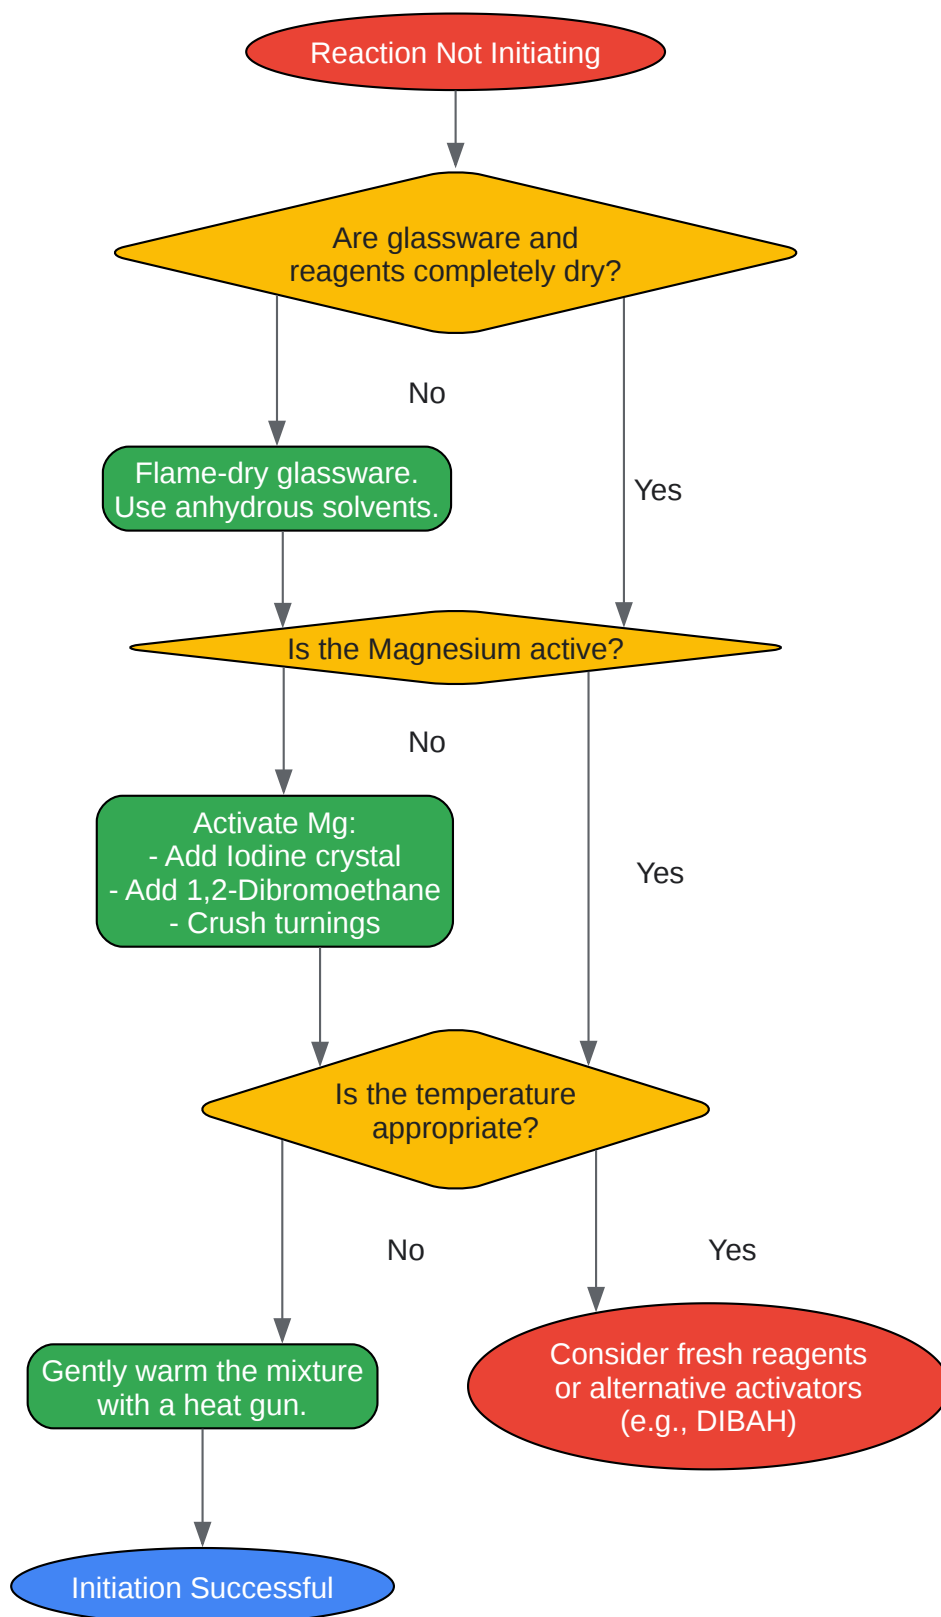 Reaction Not Initiating
Are glassware and
reagents completely dry?
No
Flame-dry glassware.
Use anhydrous solvents.
Yes
Is the Magnesium active?
No
Activate Mg:
- Add Iodine crystal
- Add 1,2-Dibromoethane
- Crush turnings
Yes
Is the temperature
appropriate?
No
Yes
Gently warm the mixture
with a heat gun.
Consider fresh reagents
or alternative activators
(e.g., DIBAH)
Initiation Successful